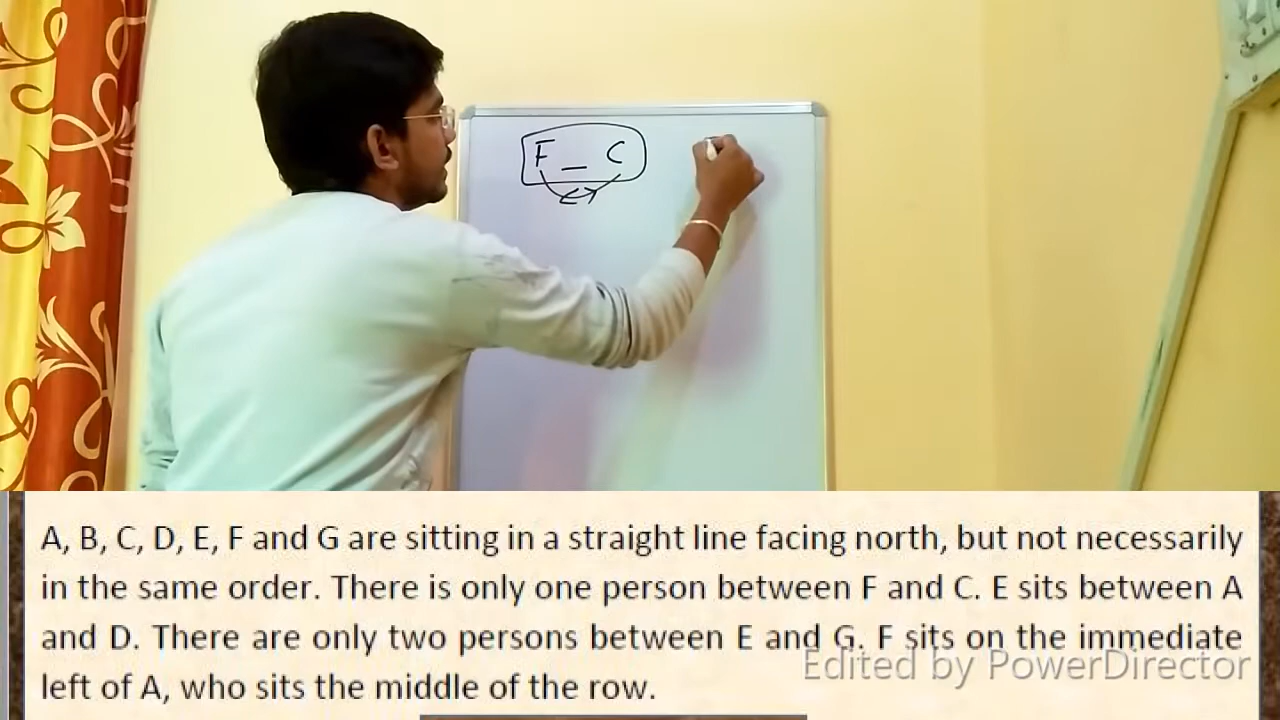 F _ C
A, B, C, D, E, F and G are sitting in a straight line facing north, but not necessarily
in the same order. There is only one person between F and C. E sits between A
and D. There are only two persons between E and G. F sits on the immediate
left of A, who sits the middle of the row.
Edited by PowerDirector